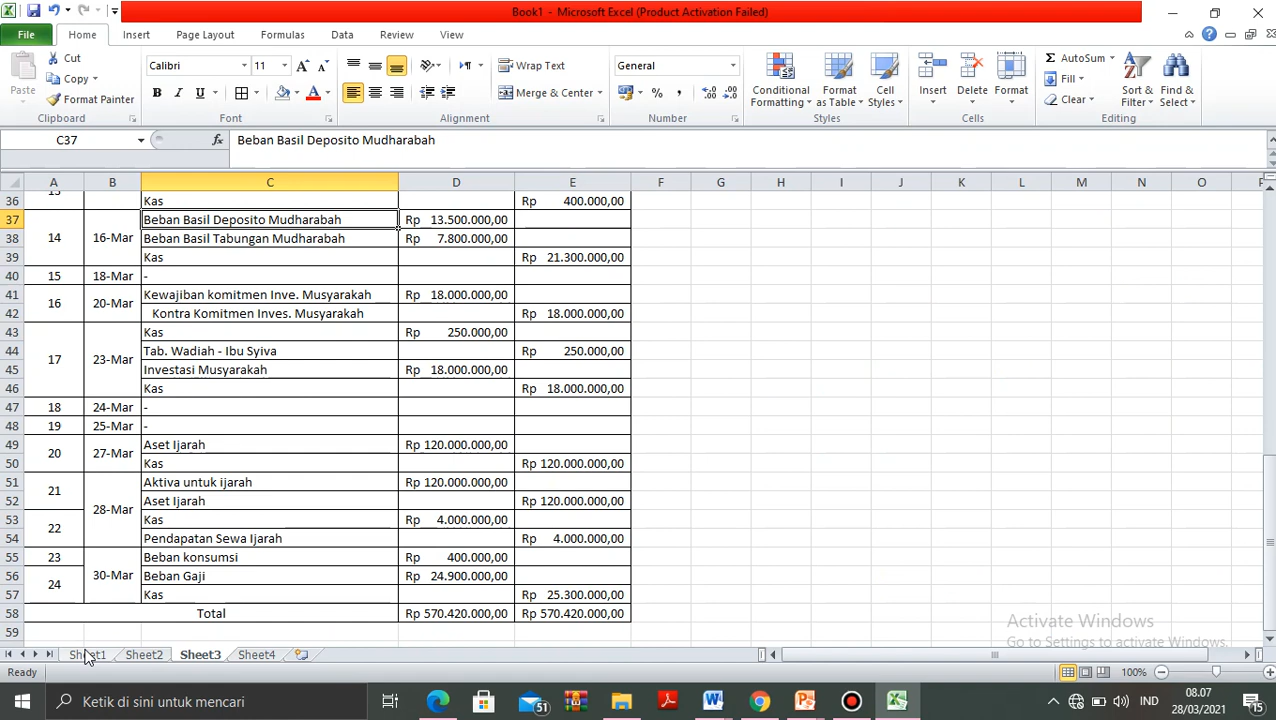 Book1 - Microsoft Excel (Product Activation Failed)
File Home Insert Page Layout Formulas Data Review View
Paste
Cut
Copy
Format Painter
Clipboard
Calibri 11
B I U
Font
Wrap Text
Merge & Center
Alignment
General
Number
Conditional Formatting
Format as Table
Cell Styles
Styles
Insert Delete Format
Cells
AutoSum
Fill
Clear
Sort & Filter
Find & Select
Editing
C37 fx Beban Basil Deposito Mudharabah
A B C D E F G H I J K L M N O
36 Kas Rp 400.000,00
37 Beban Basil Deposito Mudharabah Rp 13.500.000,00
38 14 16-Mar Beban Basil Tabungan Mudharabah Rp 7.800.000,00
39 Kas Rp 21.300.000,00
40 15 18-Mar -
41 16 20-Mar Kewajiban komitmen Inve. Musyarakah Rp 18.000.000,00
42 Kontra Komitmen Inves. Musyarakah Rp 18.000.000,00
43 Kas Rp 250.000,00
44 17 23-Mar Tab. Wadiah - Ibu Syiva Rp 250.000,00
45 Investasi Musyarakah Rp 18.000.000,00
46 Kas Rp 18.000.000,00
47 18 24-Mar -
48 19 25-Mar -
49 20 27-Mar Aset Ijarah Rp 120.000.000,00
50 Kas Rp 120.000.000,00
51 21 Aktiva untuk ijarah Rp 120.000.000,00
52 28-Mar Aset Ijarah Rp 120.000.000,00
53 22 Kas Rp 4.000.000,00
54 Pendapatan Sewa Ijarah Rp 4.000.000,00
55 23 Beban konsumsi Rp 400.000,00
56 24 30-Mar Beban Gaji Rp 24.900.000,00
57 Kas Rp 25.300.000,00
58 Total Rp 570.420.000,00 Rp 570.420.000,00
59
Activate Windows
Go to Settings to activate Windows.
Sheet1 Sheet2 Sheet3 Sheet4
Ready 100%
Ketik di sini untuk mencari 51 IND 08.07
28/03/2021 15